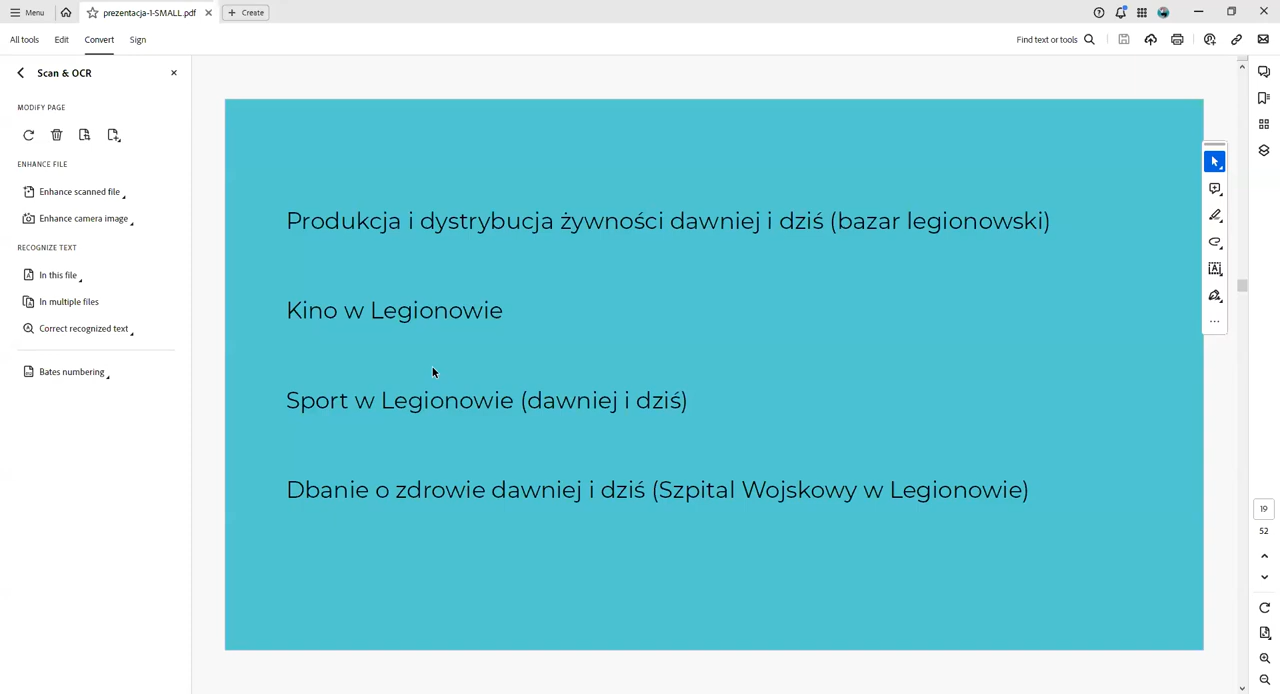 Menu
prezentacja-1-SMALL.pdf
Create
All tools
Edit
Convert
Sign
Find text or tools
Scan & OCR
MODIFY PAGE
ENHANCE FILE
Enhance scanned file
Enhance camera image
RECOGNIZE TEXT
In this file
In multiple files
Correct recognized text
Bates numbering
Produkcja i dystrybucja żywności dawniej i dziś (bazar legionowski)
Kino w Legionowie
Sport w Legionowie (dawniej i dziś)
Dbanie o zdrowie dawniej i dziś (Szpital Wojskowy w Legionowie)
19
52